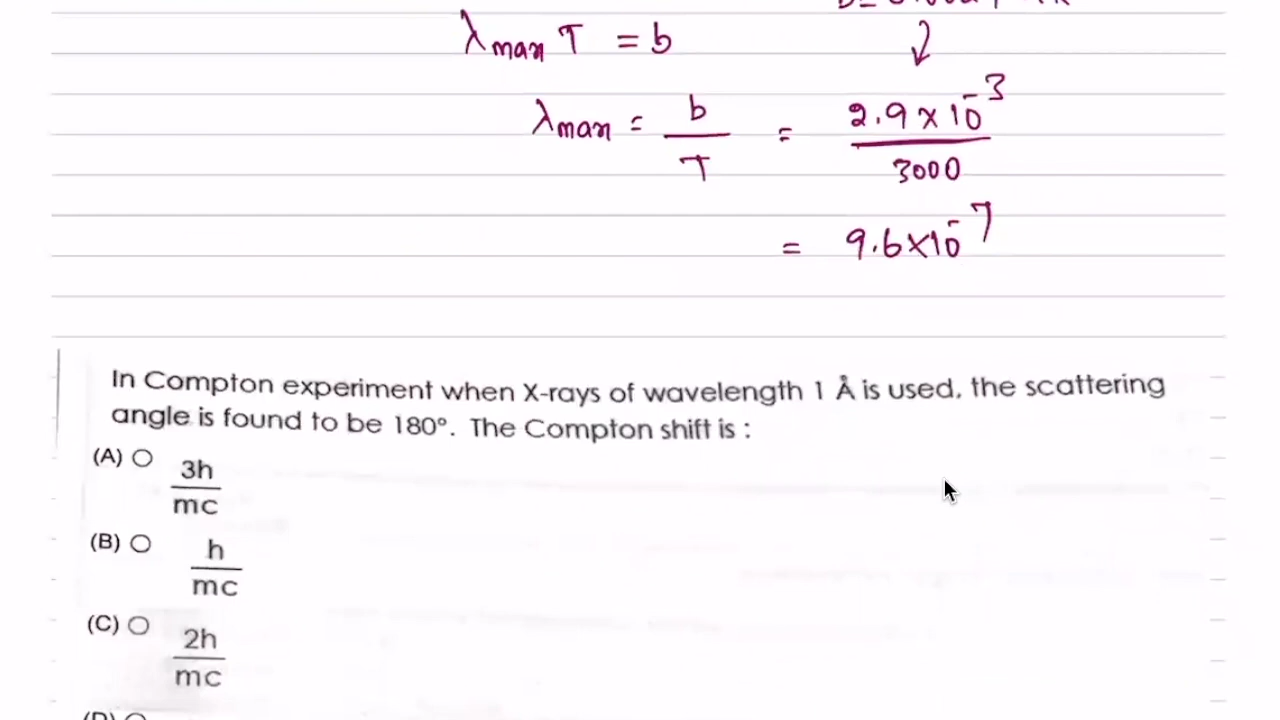 λmax T = b
λmax = b/T = 2.9×10⁻³/3000
= 9.6×10⁻⁷
In Compton experiment when X-rays of wavelength 1 Å is used, the scattering
angle is found to be 180°. The Compton shift is :
(A) ○ 3h/mc
(B) ○ h/mc
(C) ○ 2h/mc